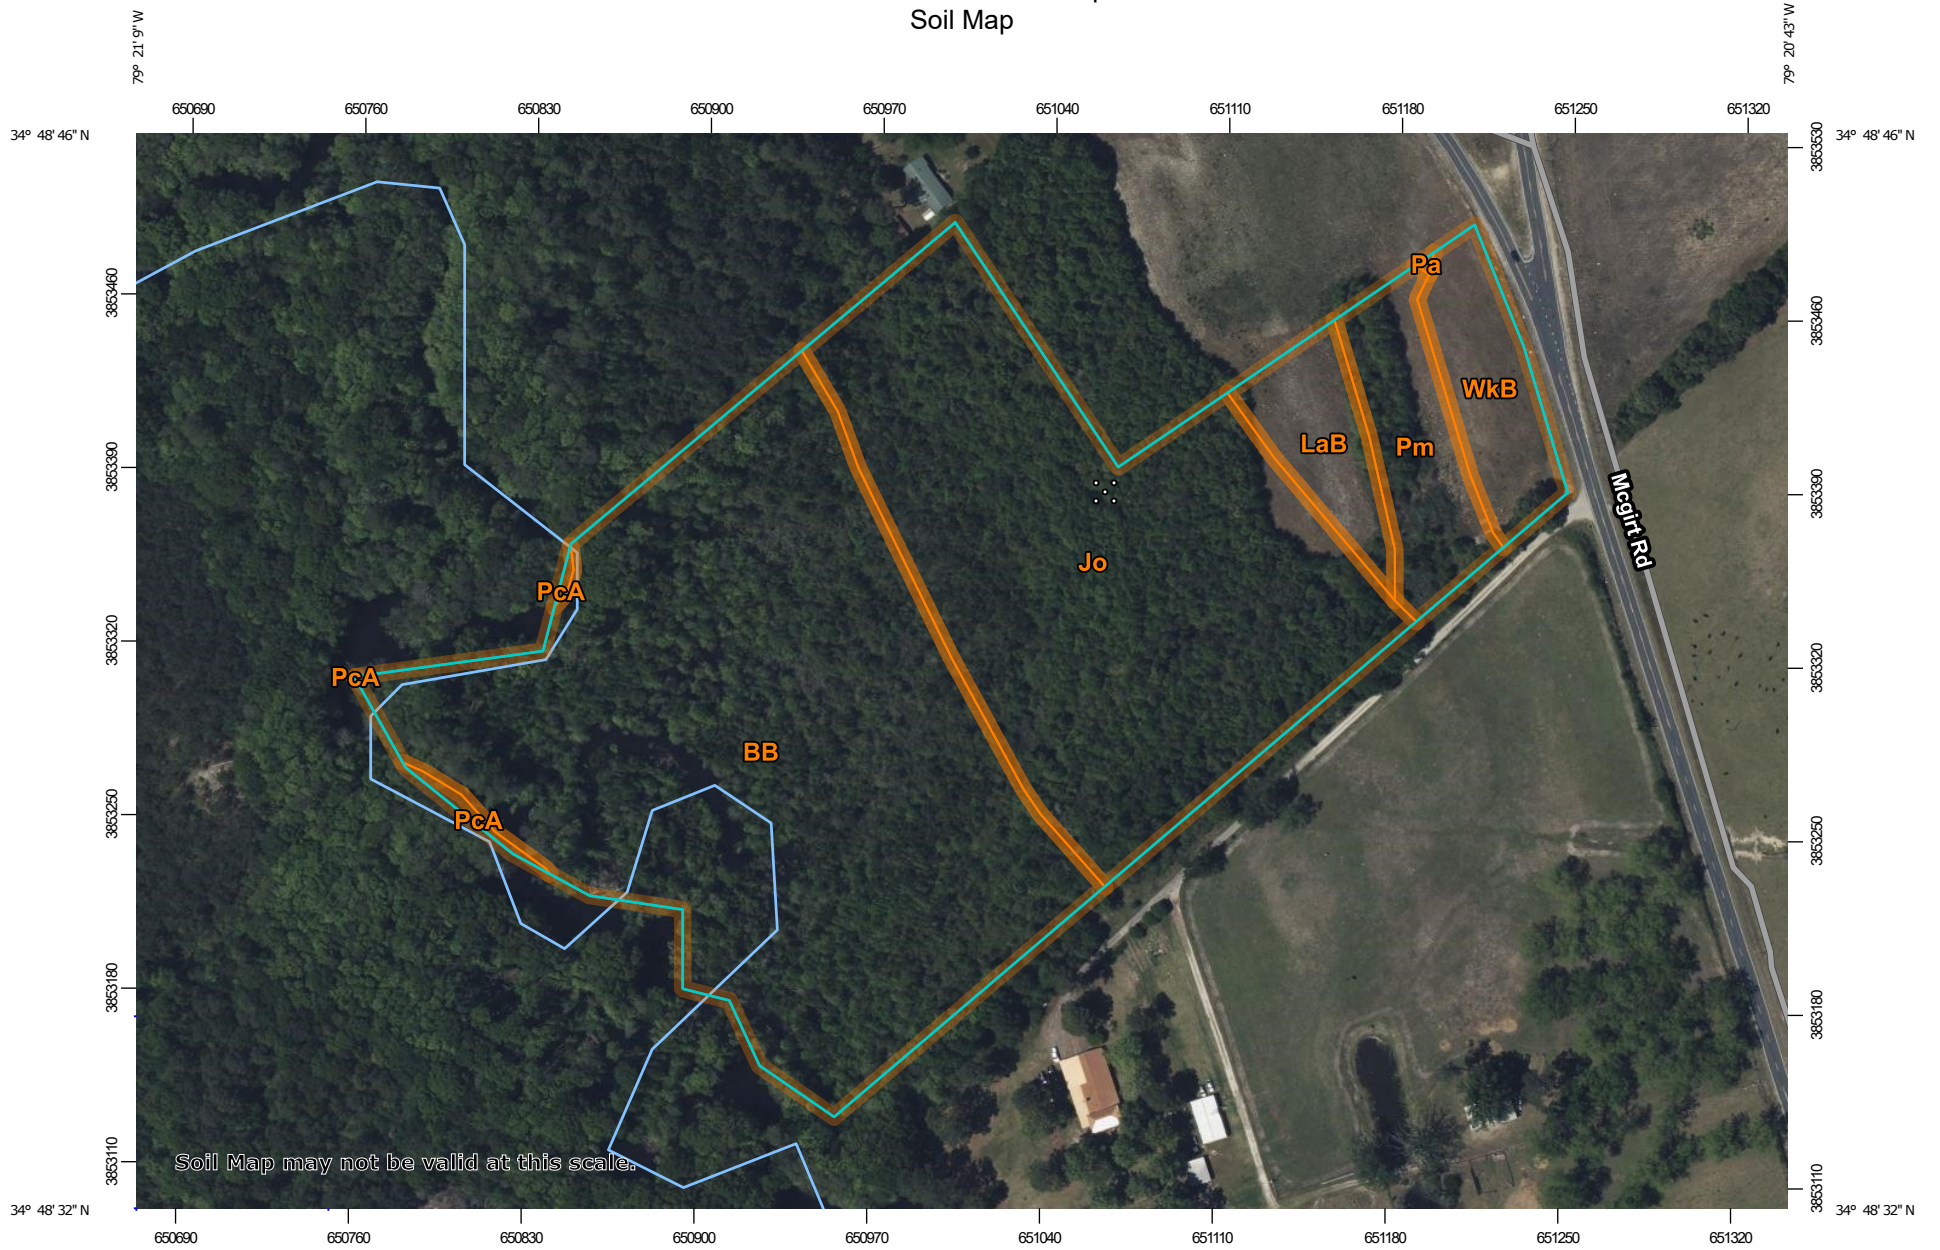 Soil Map
79° 21' 9'' W
79° 20' 43'' W
650690 650760 650830 650900 650970 651040 651110 651180 651250 651320
34° 48' 46'' N
34° 48' 46'' N
3853530
3853460
3853460
3853390
3853390
3853320
3853320
3853250
3853250
3853180
3853180
3853110
3853110
Pa
WkB
LaB
Pm
Mcgirt Rd
Jo
PcA
PcA
BB
PcA
Soil Map may not be valid at this scale.
34° 48' 32'' N
34° 48' 32'' N
650690 650760 650830 650900 650970 651040 651110 651180 651250 651320